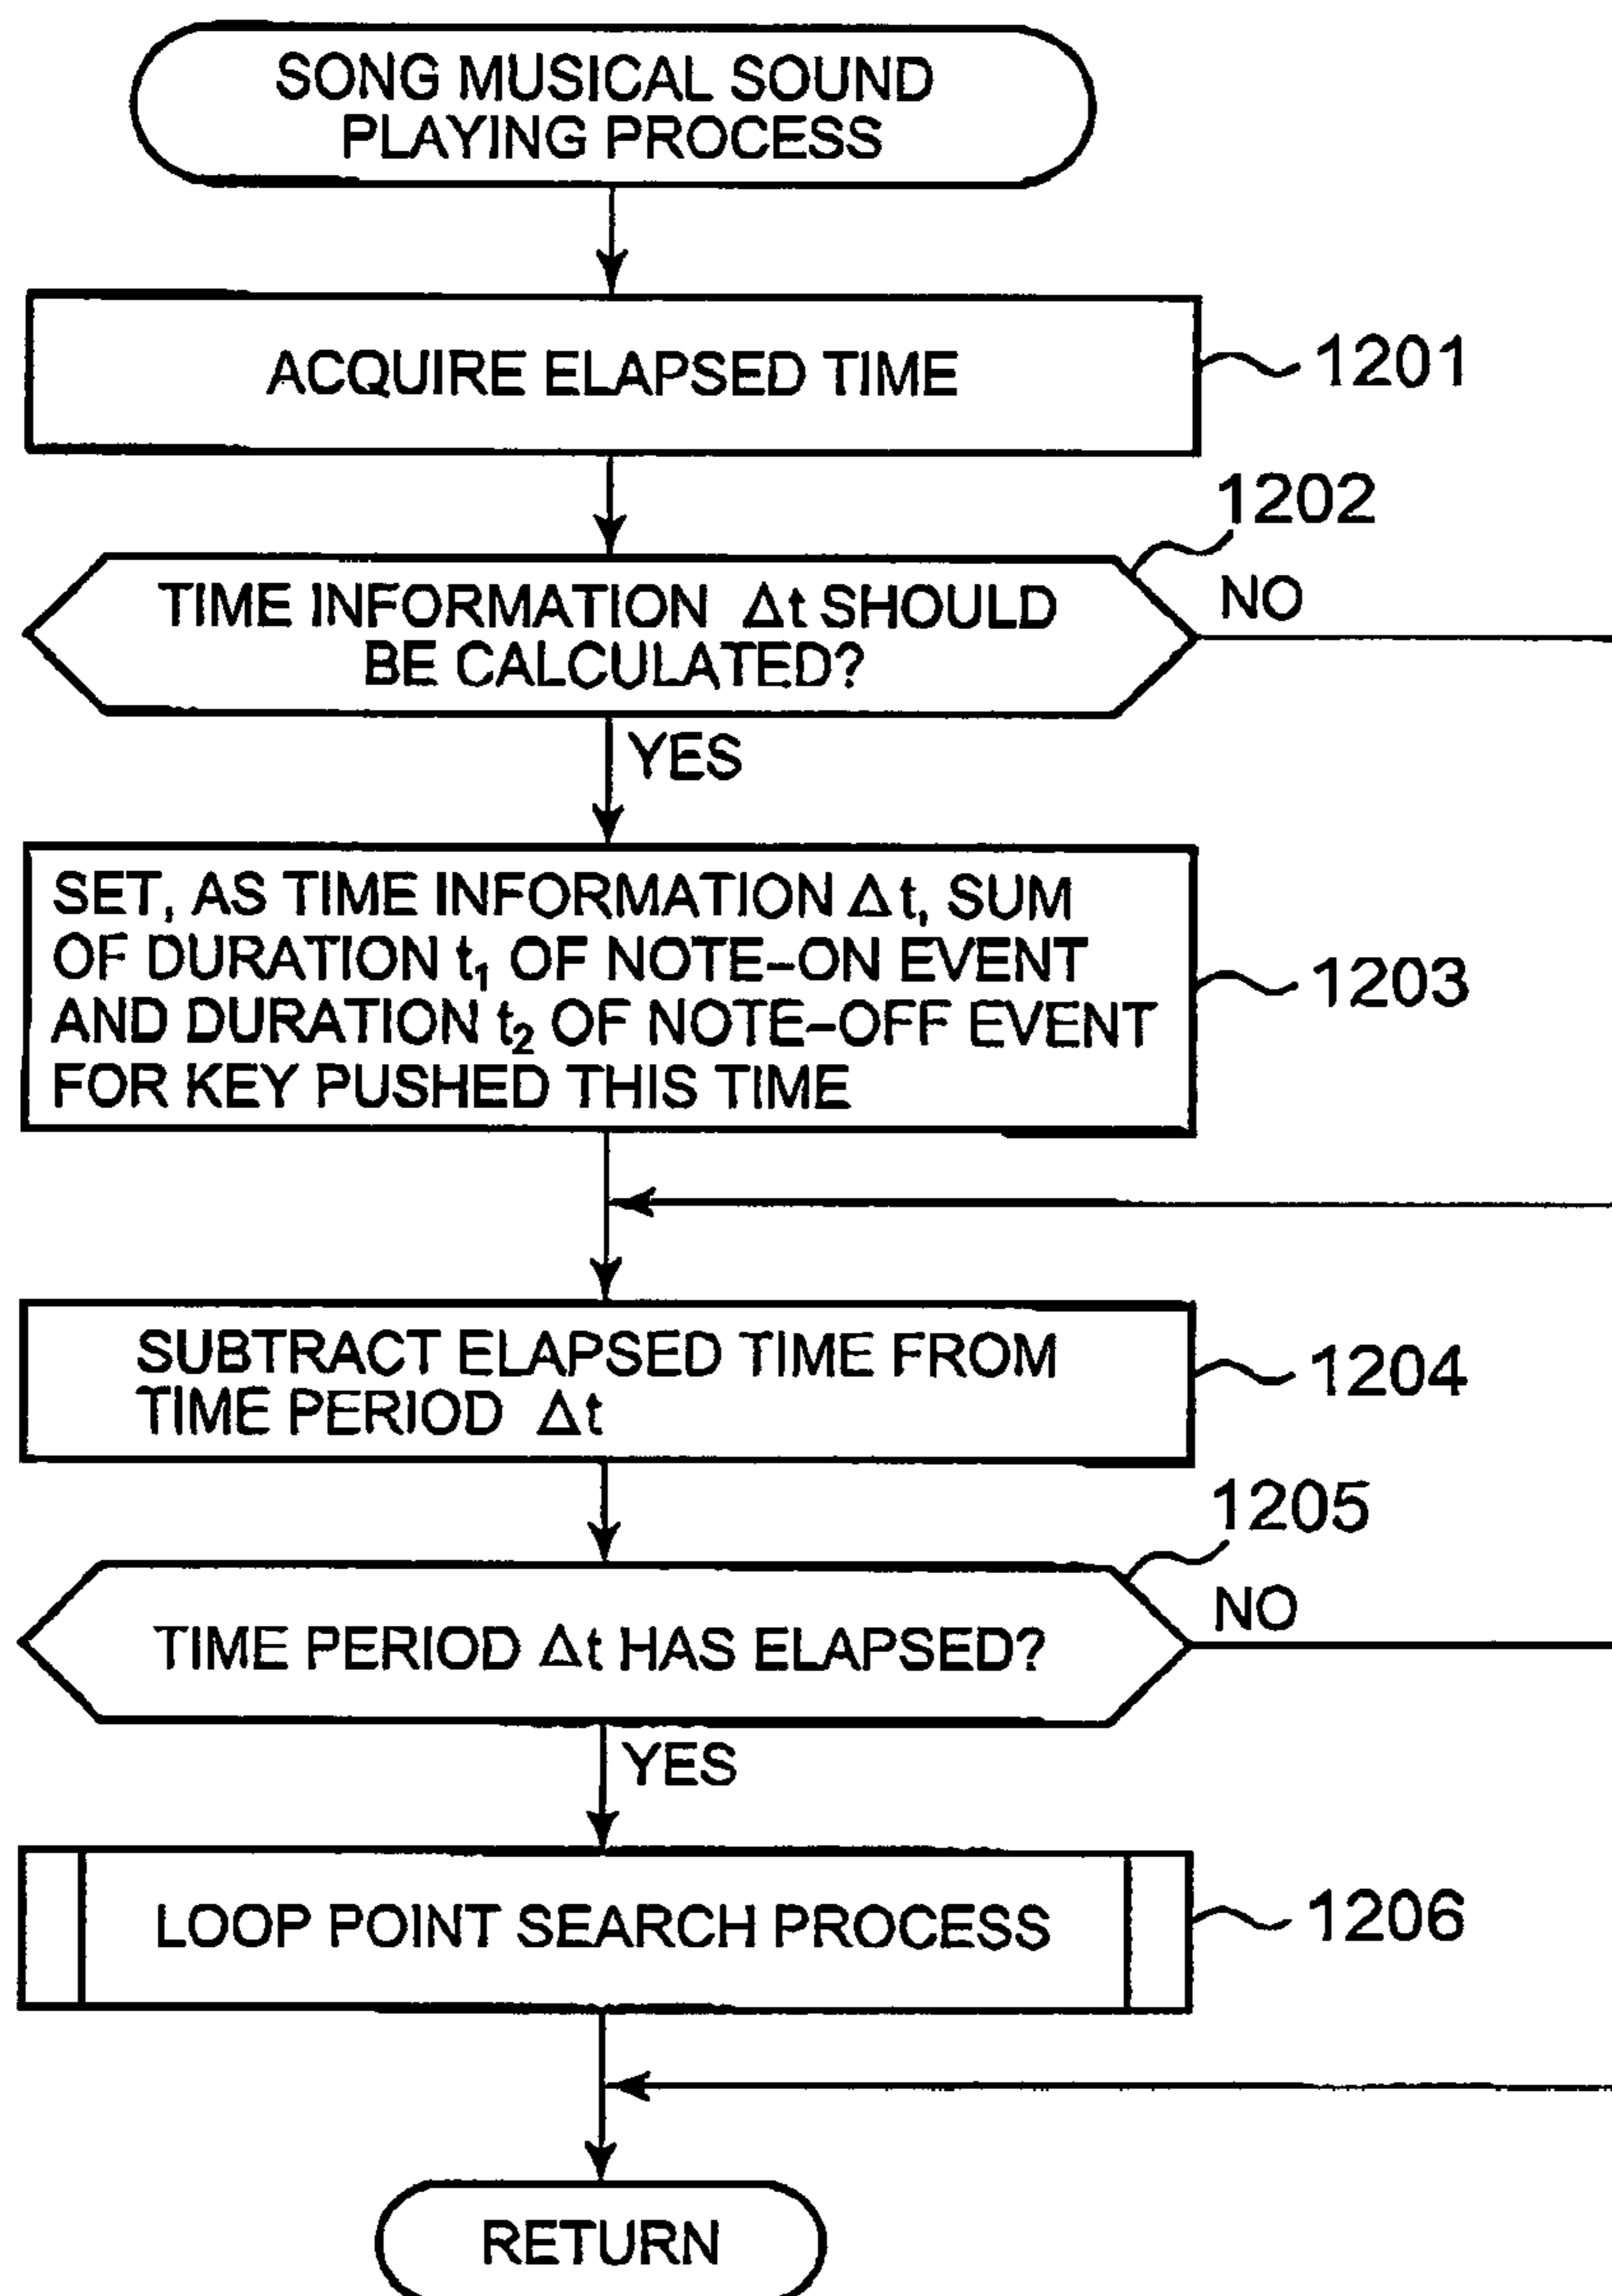 SONG MUSICAL SOUND
PLAYING PROCESS
ACQUIRE ELAPSED TIME
1201
1202
TIME INFORMATION Δt SHOULD
BE CALCULATED?
NO
YES
SET, AS TIME INFORMATION Δt, SUM
OF DURATION t₁ OF NOTE-ON EVENT
AND DURATION t₂ OF NOTE-OFF EVENT
FOR KEY PUSHED THIS TIME
1203
SUBTRACT ELAPSED TIME FROM
TIME PERIOD Δt
1204
1205
TIME PERIOD Δt HAS ELAPSED?
NO
YES
LOOP POINT SEARCH PROCESS
1206
RETURN